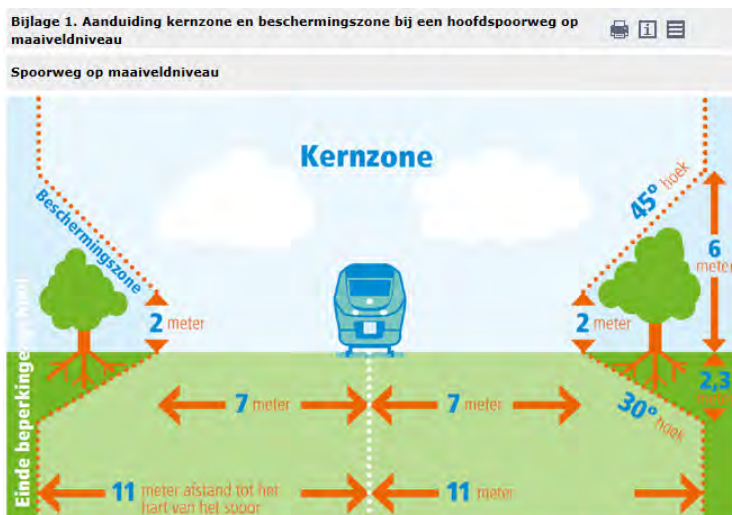 Bijlage 1. Aanduiding kernzone en beschermingszone bij een hoofdspoorweg op
maaiveldniveau
Spoorweg op maaiveldniveau
Kernzone
Beschermingszone
45° hoek
6
meter
2 meter
2 meter
2,3
meter
7 meter
7 meter
30° hoek
Einde
11 meter afstand tot het
hart van het spoor
11 meter